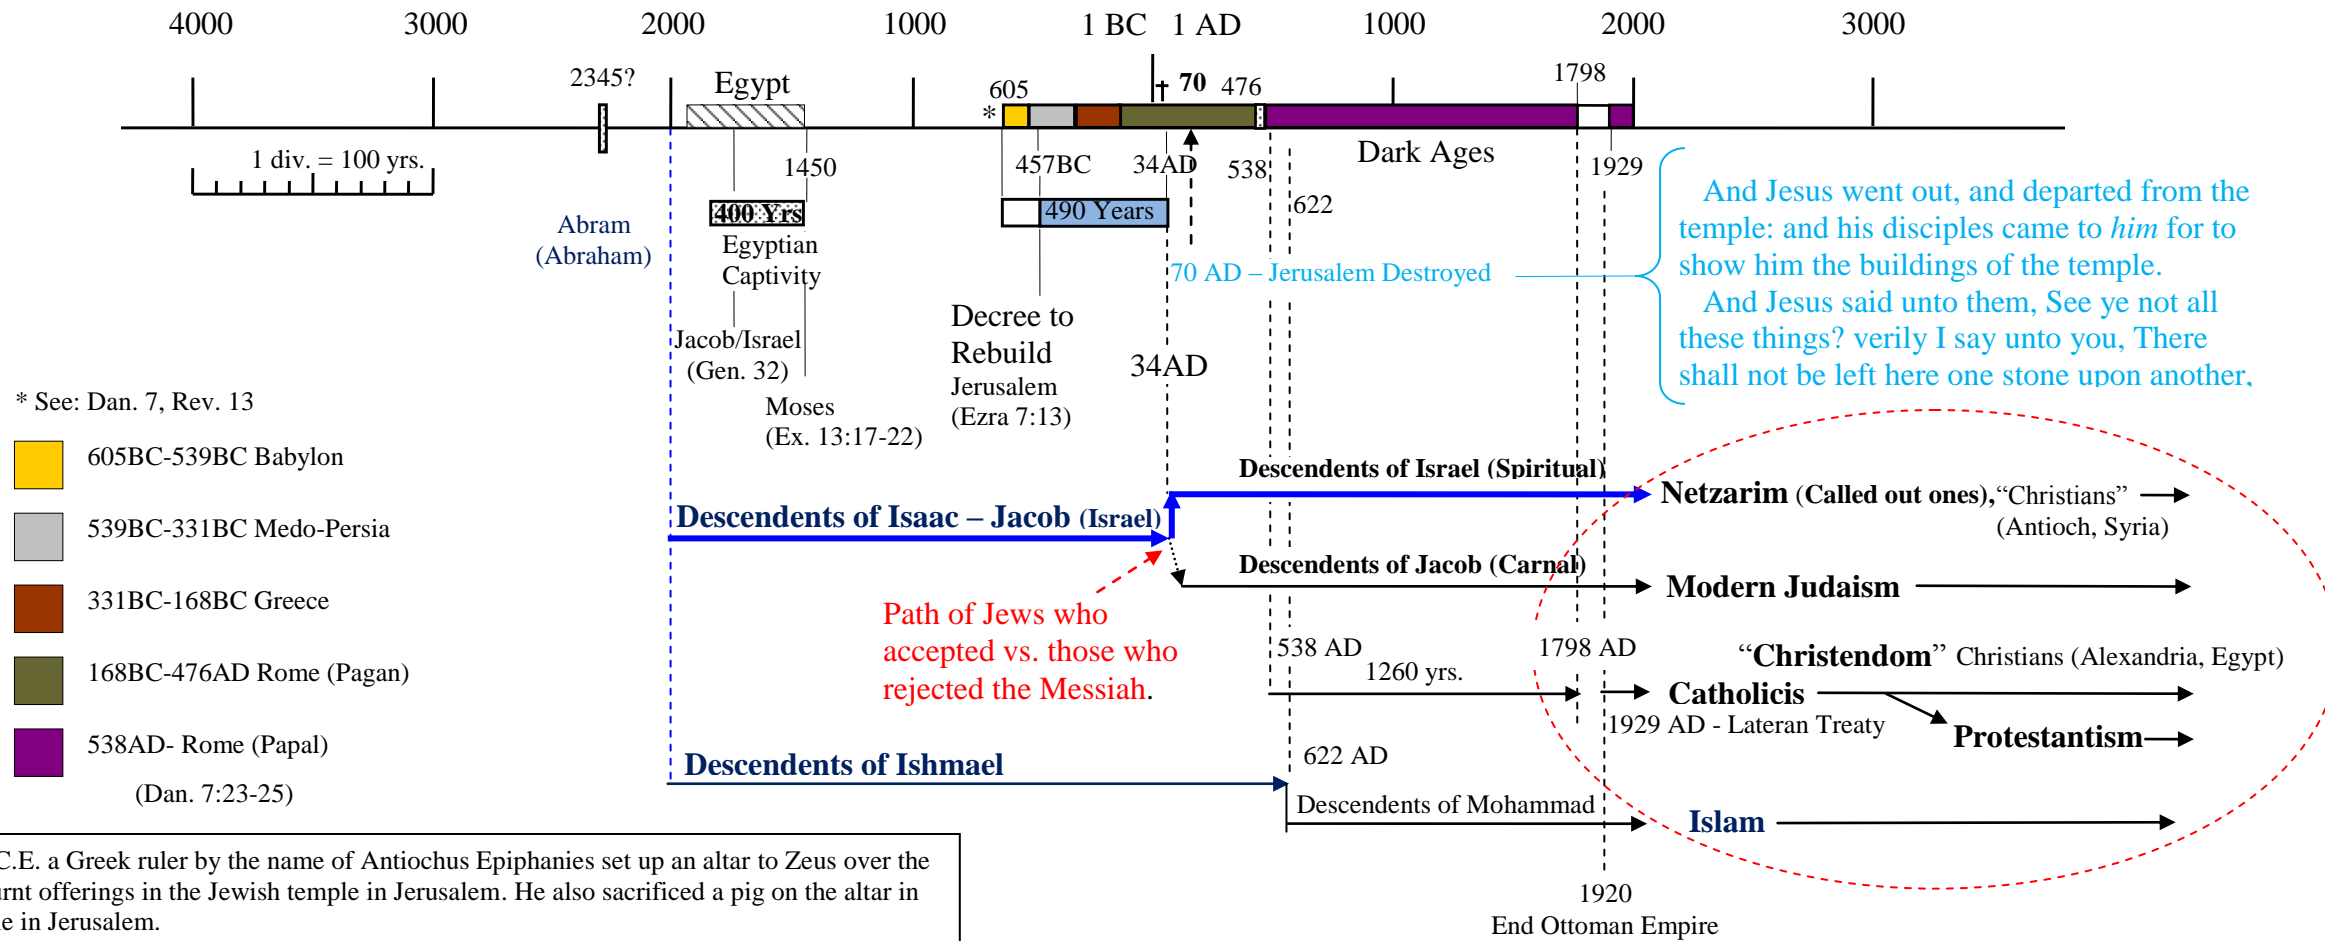 4000 3000 2000 1000 1 BC 1 AD 1000 2000 3000
2345? Egypt 605 70 476 1798
*
1 div. = 100 yrs.
1450 457BC 34AD 538 Dark Ages 1929
622
400 Yrs
490 Years
Abram
(Abraham)
Egyptian
Captivity
Jacob/Israel
(Gen. 32)
Moses
(Ex. 13:17-22)
Decree to
Rebuild
Jerusalem
(Ezra 7:13)
34AD
70 AD – Jerusalem Destroyed
And Jesus went out, and departed from the
temple: and his disciples came to him for to
show him the buildings of the temple.
And Jesus said unto them, See ye not all
these things? verily I say unto you, There
shall not be left here one stone upon another,
* See: Dan. 7, Rev. 13
605BC-539BC Babylon
539BC-331BC Medo-Persia
331BC-168BC Greece
168BC-476AD Rome (Pagan)
538AD- Rome (Papal)
(Dan. 7:23-25)
Descendents of Isaac – Jacob (Israel)
Descendents of Israel (Spiritual)
Netzarim (Called out ones), “Christians”
(Antioch, Syria)
Descendents of Jacob (Carnal)
Modern Judaism
Path of Jews who
accepted vs. those who
rejected the Messiah.
538 AD
1260 yrs.
1798 AD
“Christendom” Christians (Alexandria, Egypt)
Catholicis
1929 AD - Lateran Treaty
Protestantism
Descendents of Ishmael
622 AD
Descendents of Mohammad
Islam
1920
End Ottoman Empire
C.E. a Greek ruler by the name of Antiochus Epiphanies set up an altar to Zeus over the
urnt offerings in the Jewish temple in Jerusalem. He also sacrificed a pig on the altar in
le in Jerusalem.